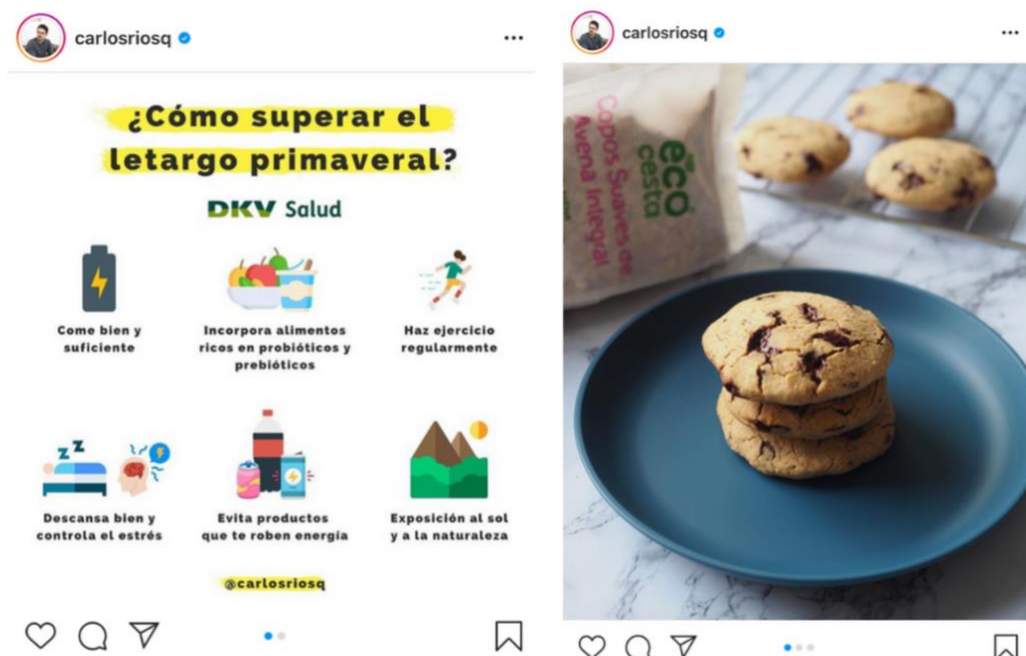 carlosriosq
¿Cómo superar el
letargo primaveral?
DKV Salud
Come bien y
suficiente
Incorpora alimentos
ricos en probióticos y
prebióticos
Haz ejercicio
regularmente
Z Z
Descansa bien y
controla el estrés
Evita productos
que te roben energía
Exposición al sol
y a la naturaleza
@carlosriosq
carlosriosq
eco
cesta
Copos Suaves de
Avena Integral